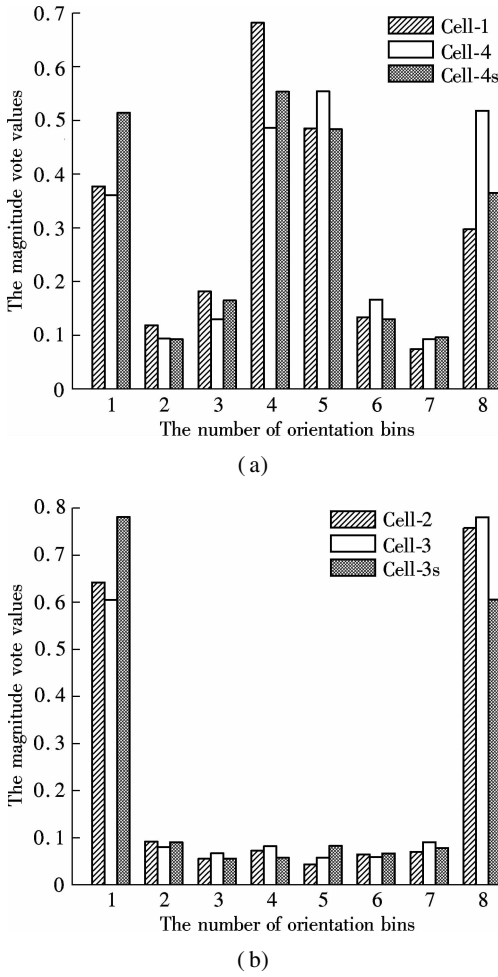 0.7
0.6
0.5
0.4
0.3
0.2
0.1
0
The magnitude vote values
Cell-1
Cell-4
Cell-4s
1 2 3 4 5 6 7 8
The number of orientation bins
(a)
0.8
0.7
0.6
0.5
0.4
0.3
0.2
0.1
0
The magnitude vote values
Cell-2
Cell-3
Cell-3s
1 2 3 4 5 6 7 8
The number of orientation bins
(b)